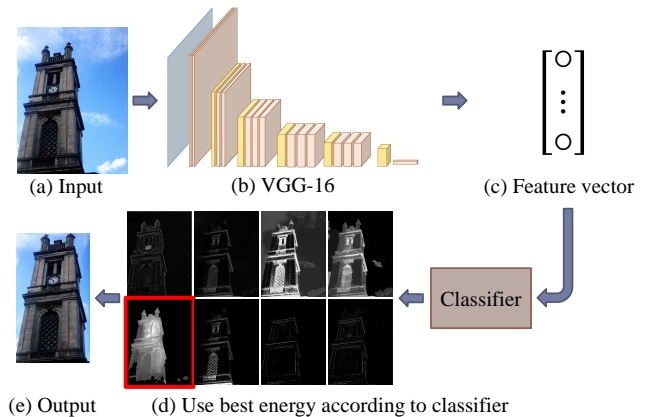 (a) Input
(b) VGG-16
(c) Feature vector
Classifier
(e) Output
(d) Use best energy according to classifier